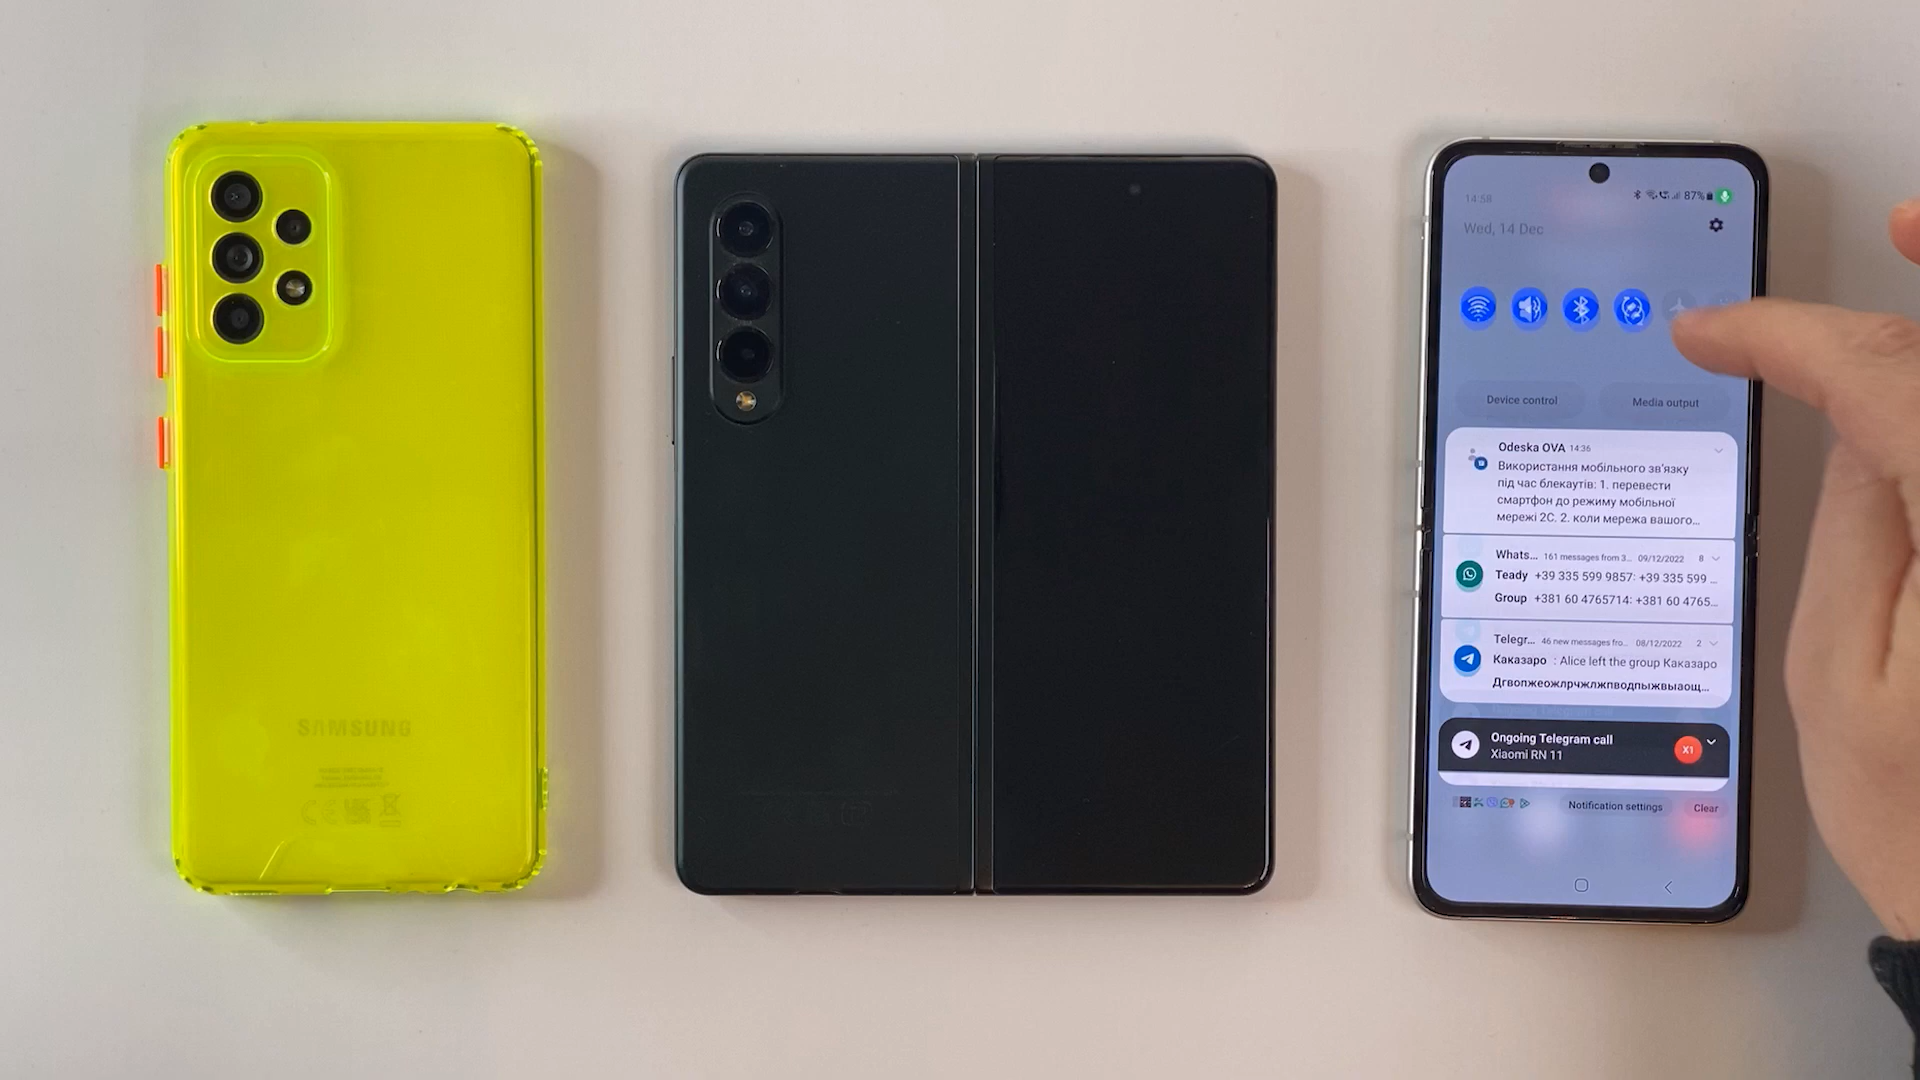 SAMSUNG
14:58
87%
Wed, 14 Dec
Device control
Media output
Odeska OVA 14:36
Використання мобільного зв'язку
під час блекаутів: 1. перевести
смартфон до режиму мобільної
мережі 2С. 2. коли мережа вашого...
Whats... 161 messages from 3... 09/12/2022 8
Teady +39 335 599 9857: +39 335 599 ...
Group +381 60 4765714: +381 60 4765...
Telegr... 46 new messages fro... 08/12/2022 2
Каказаро : Alice left the group Каказаро
Дгвопжеожлрчжлжпводпыжвыаощ...
Ongoing Telegram call
Xiaomi RN 11
X1
Notification settings
Clear